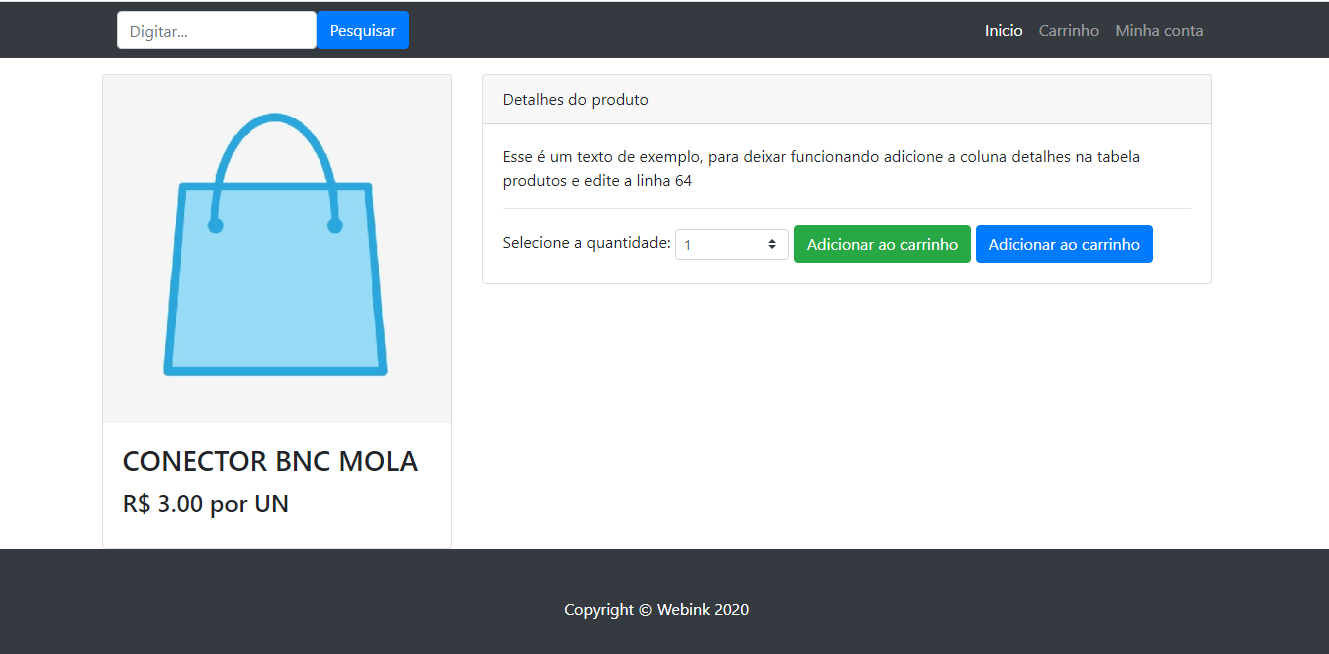 Digitar...
Pesquisar
Inicio Carrinho Minha conta
CONECTOR BNC MOLA
R$ 3.00 por UN
Detalhes do produto
Esse é um texto de exemplo, para deixar funcionando adicione a coluna detalhes na tabela
produtos e edite a linha 64
Selecione a quantidade: 1 Adicionar ao carrinho Adicionar ao carrinho
Copyright © Webink 2020